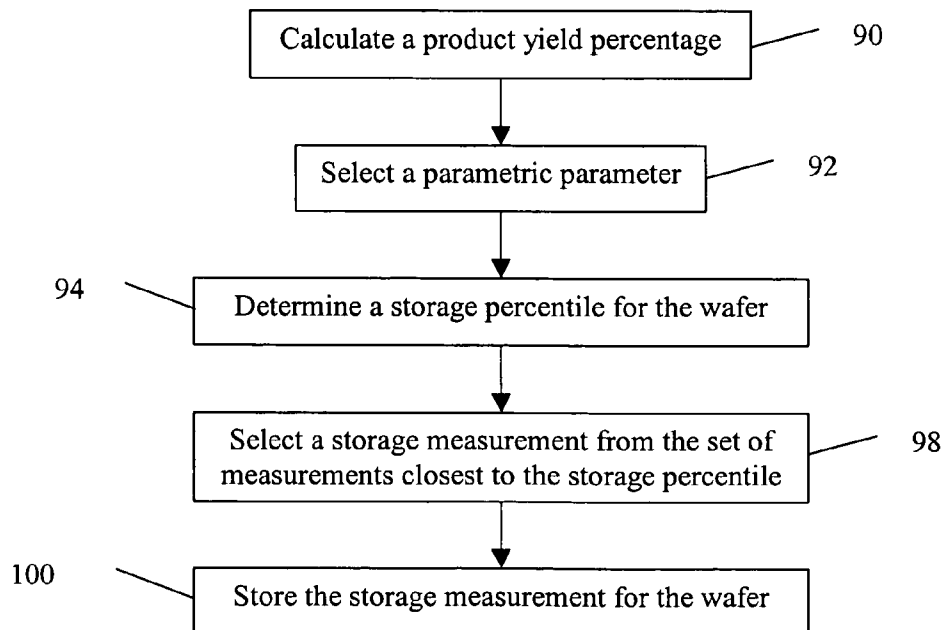 Calculate a product yield percentage
90
Select a parametric parameter
92
94
Determine a storage percentile for the wafer
Select a storage measurement from the set of
measurements closest to the storage percentile
98
100
Store the storage measurement for the wafer